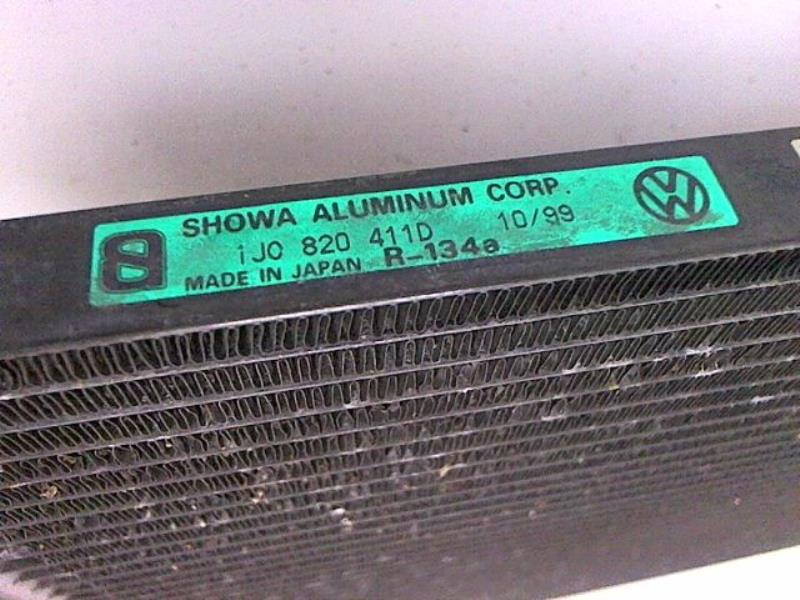 SHOWA ALUMINUM CORP.
1J0 820 411D 10/99
MADE IN JAPAN R-134a